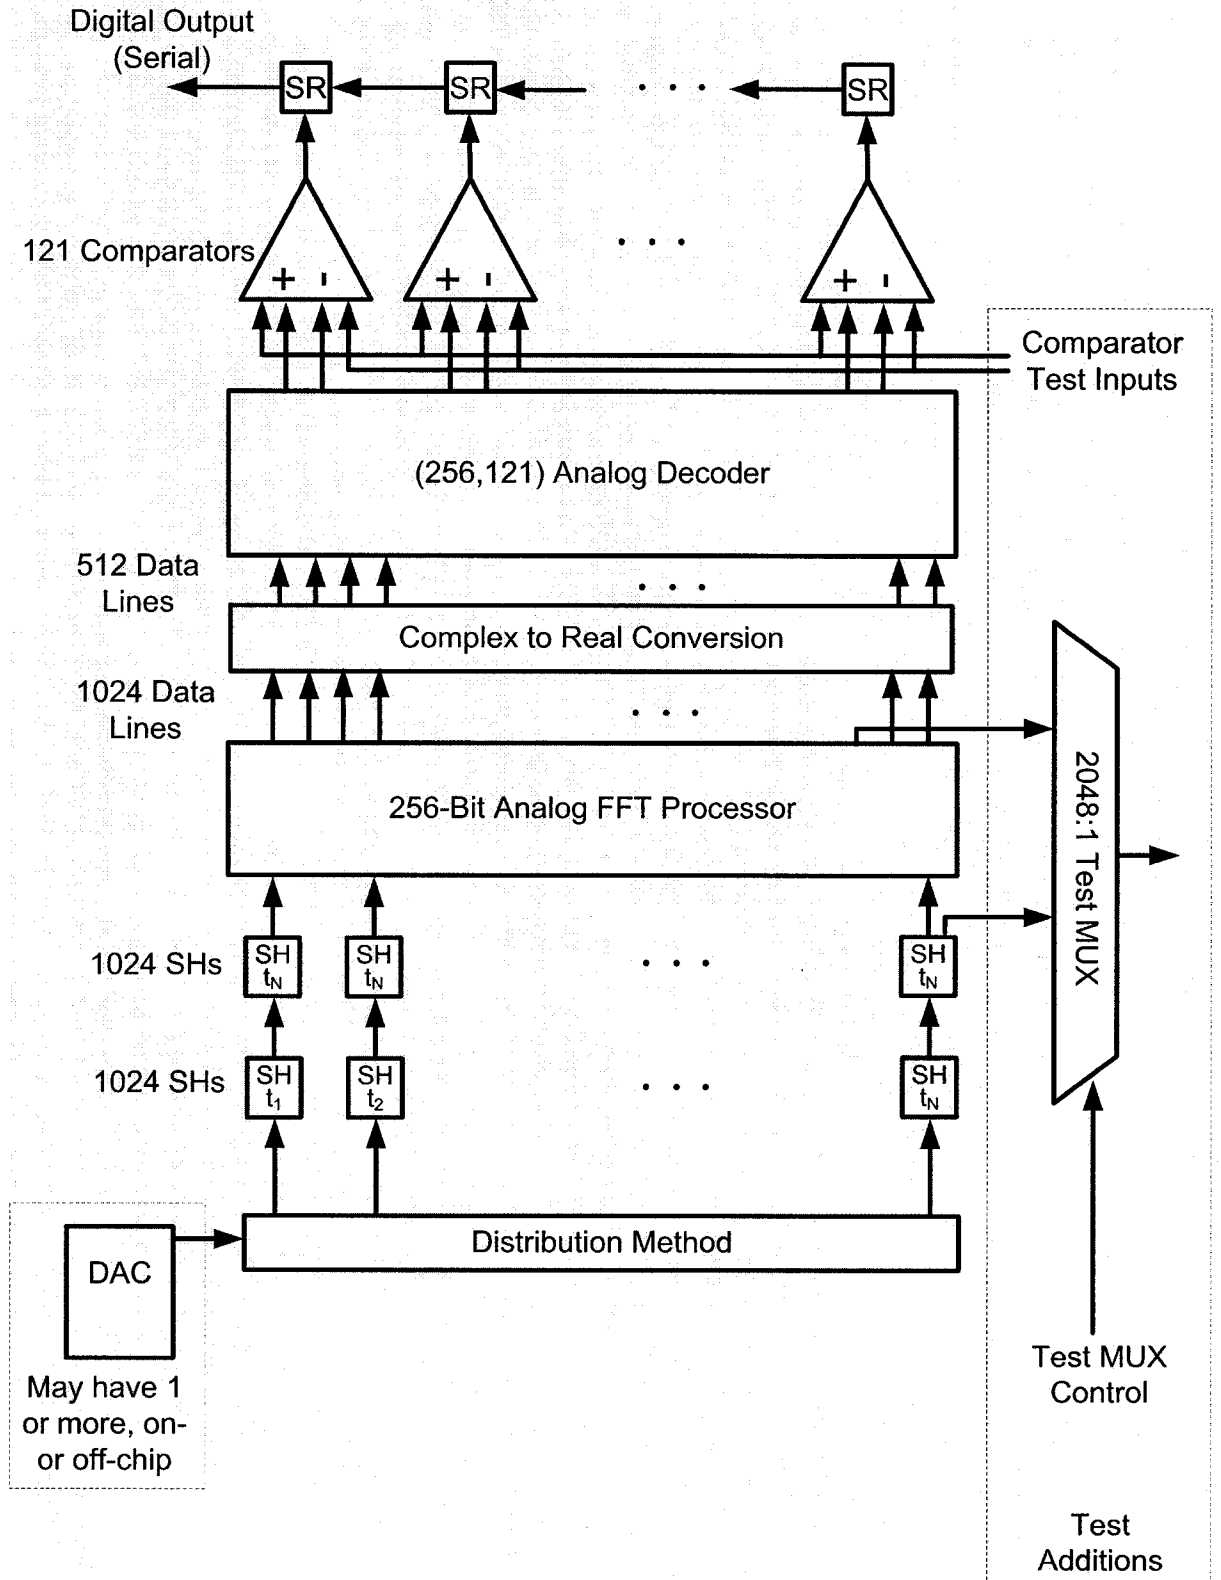 Digital Output
(Serial)
SR
SR
SR
121 Comparators
+ -
+ -
+ -
Comparator
Test Inputs
(256,121) Analog Decoder
512 Data
Lines
Complex to Real Conversion
1024 Data
Lines
256-Bit Analog FFT Processor
2048:1 Test MUX
1024 SHs
SH
tN
SH
tN
SH
tN
1024 SHs
SH
t1
SH
t2
SH
tN
Distribution Method
DAC
May have 1
or more, on-
or off-chip
Test MUX
Control
Test
Additions